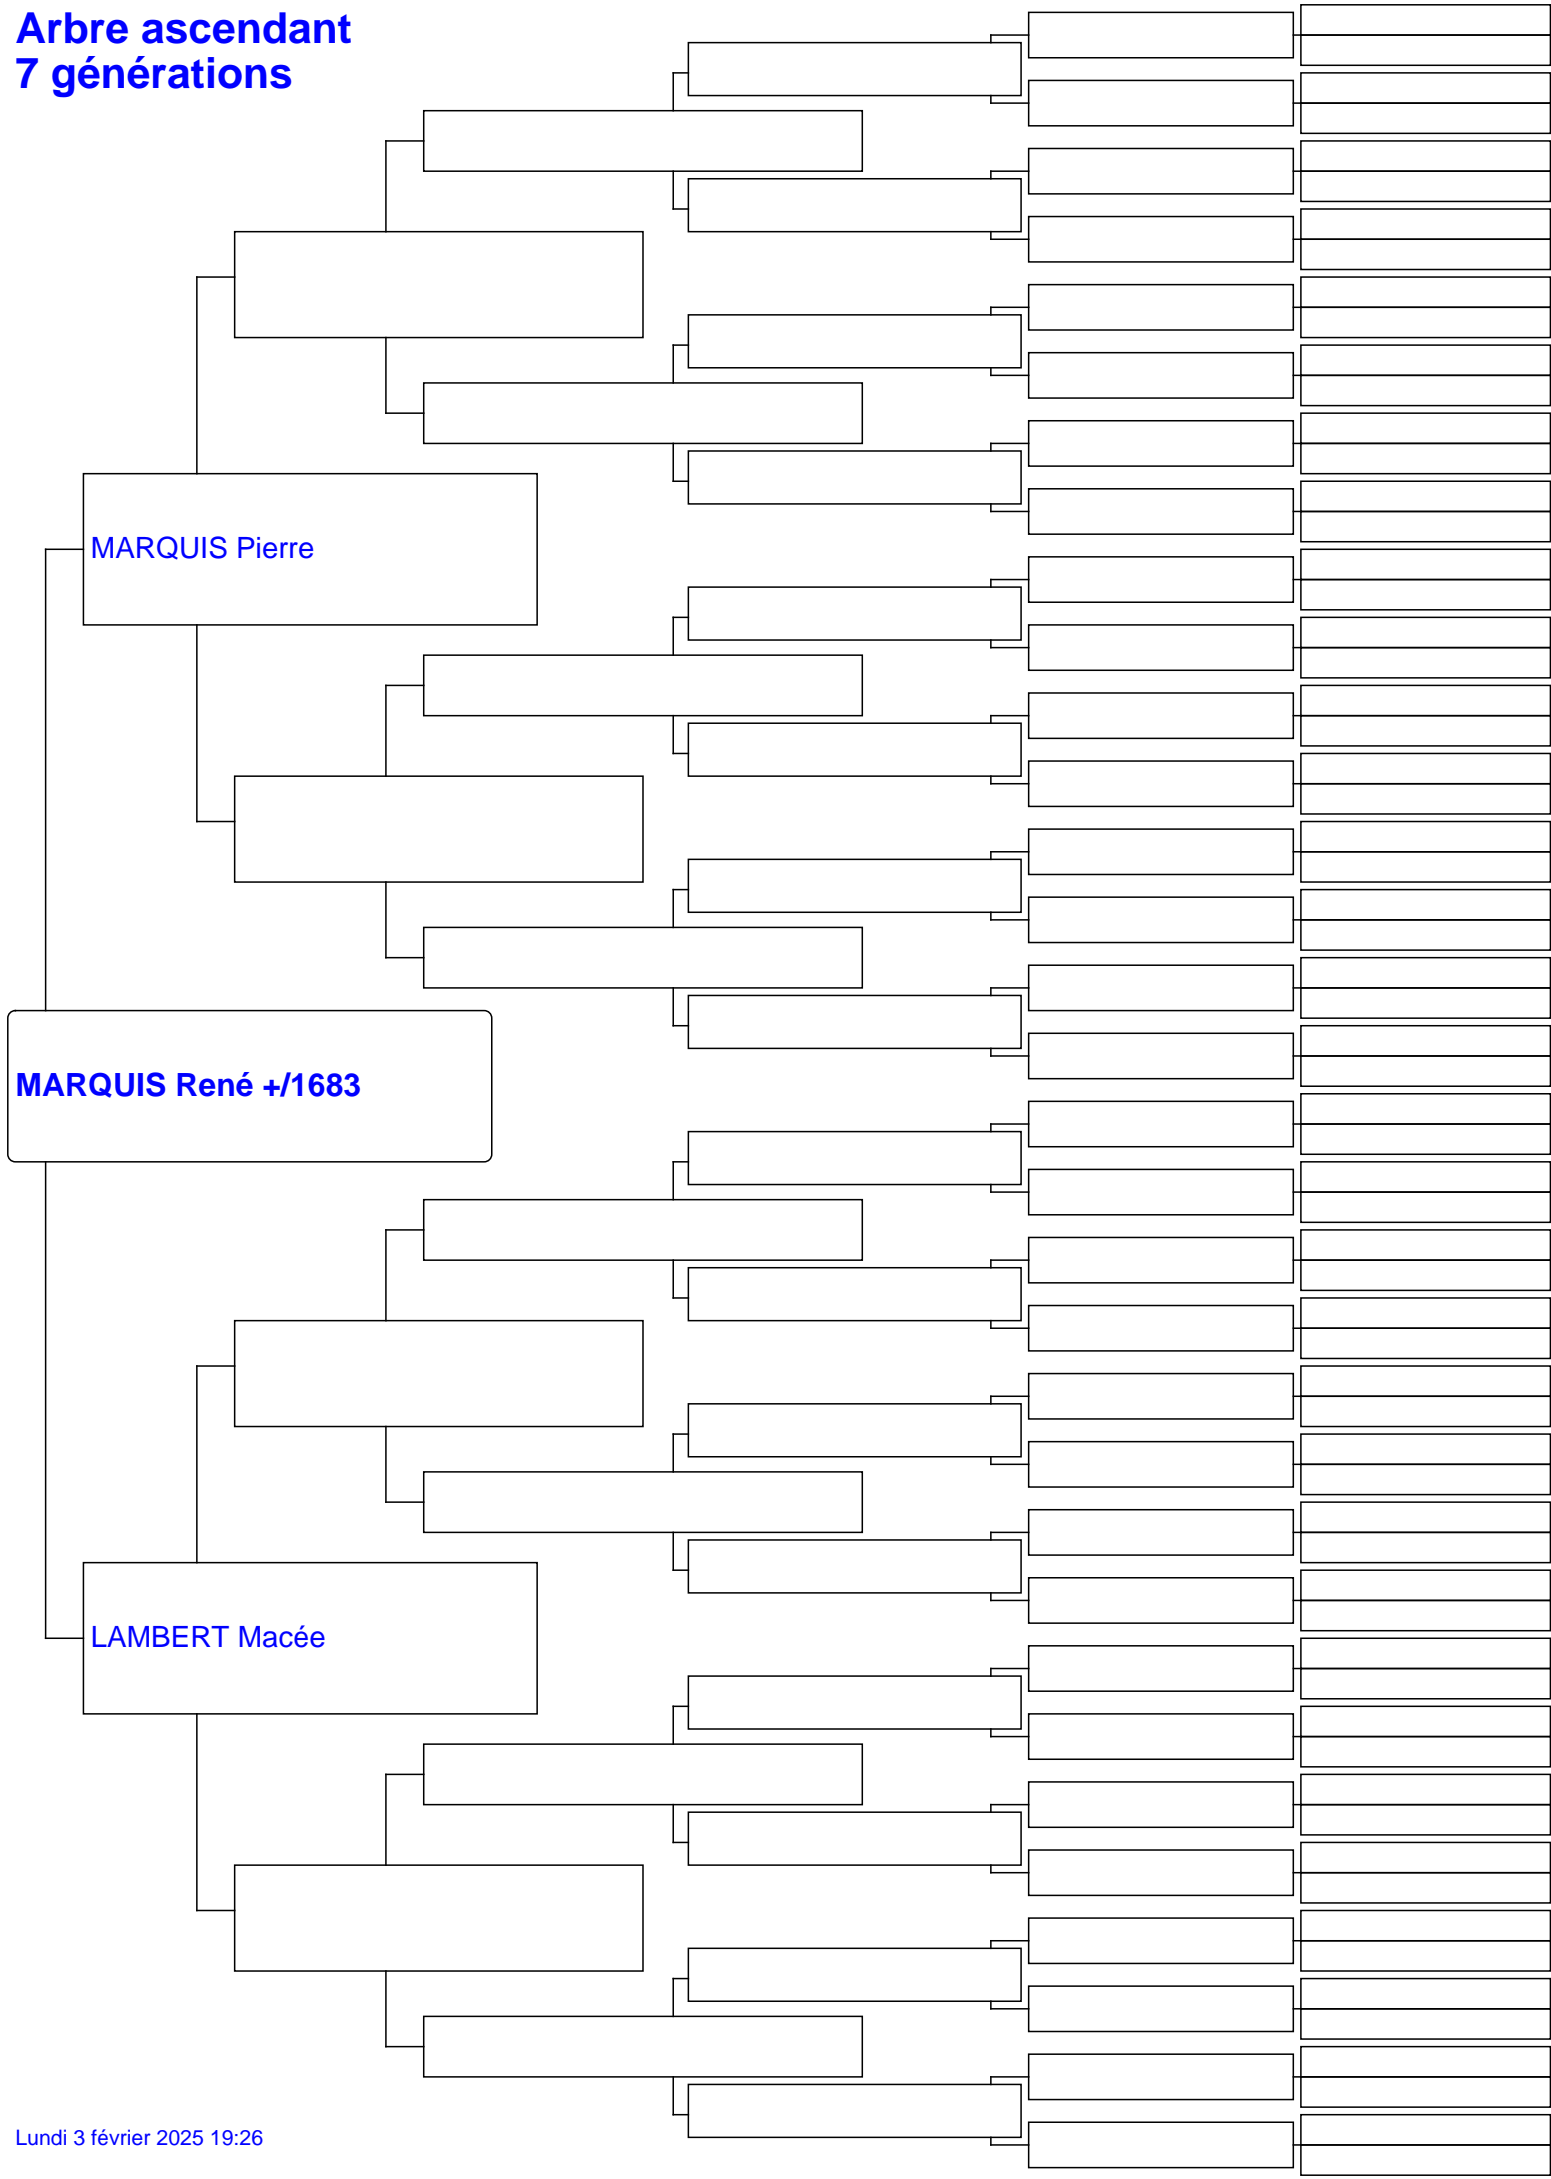 Arbre ascendant
7 générations
MARQUIS Pierre
MARQUIS René +/1683
LAMBERT Macée
Lundi 3 février 2025 19:26